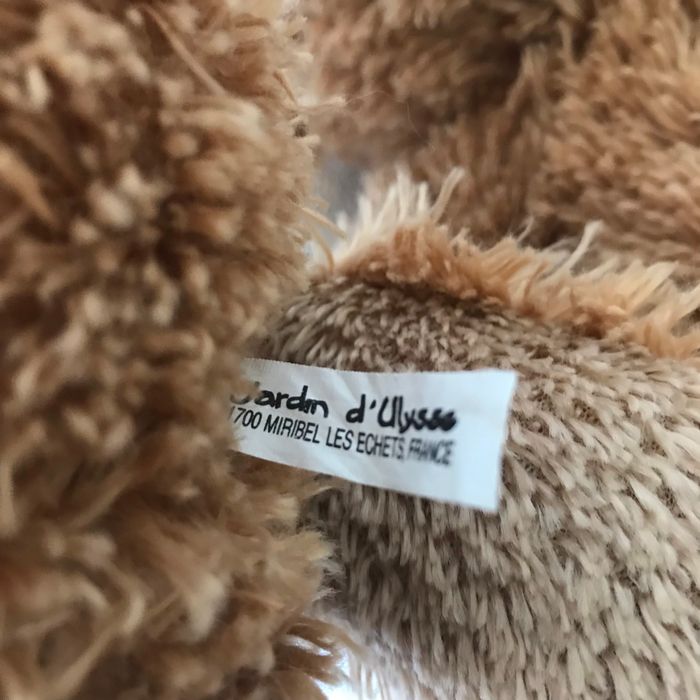 Jardin d'Ulysse
1700 MIRIBEL LES ECHETS, FRANCE